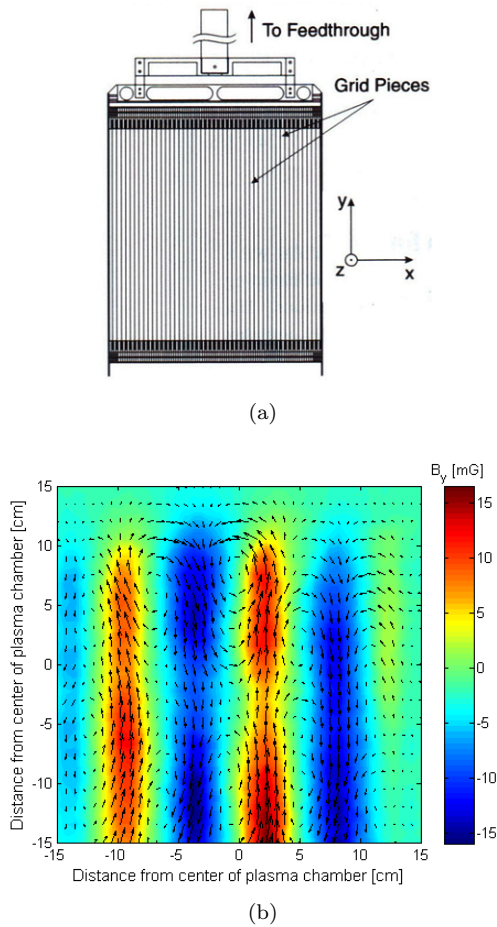 To Feedthrough
Grid Pieces
y
z
x
(a)
B_y [mG]
15
15
10
10
5
5
0
0
-5
-5
-10
-10
-15
-15
-15
-10
-5
0
5
10
15
Distance from center of plasma chamber [cm]
Distance from center of plasma chamber [cm]
(b)